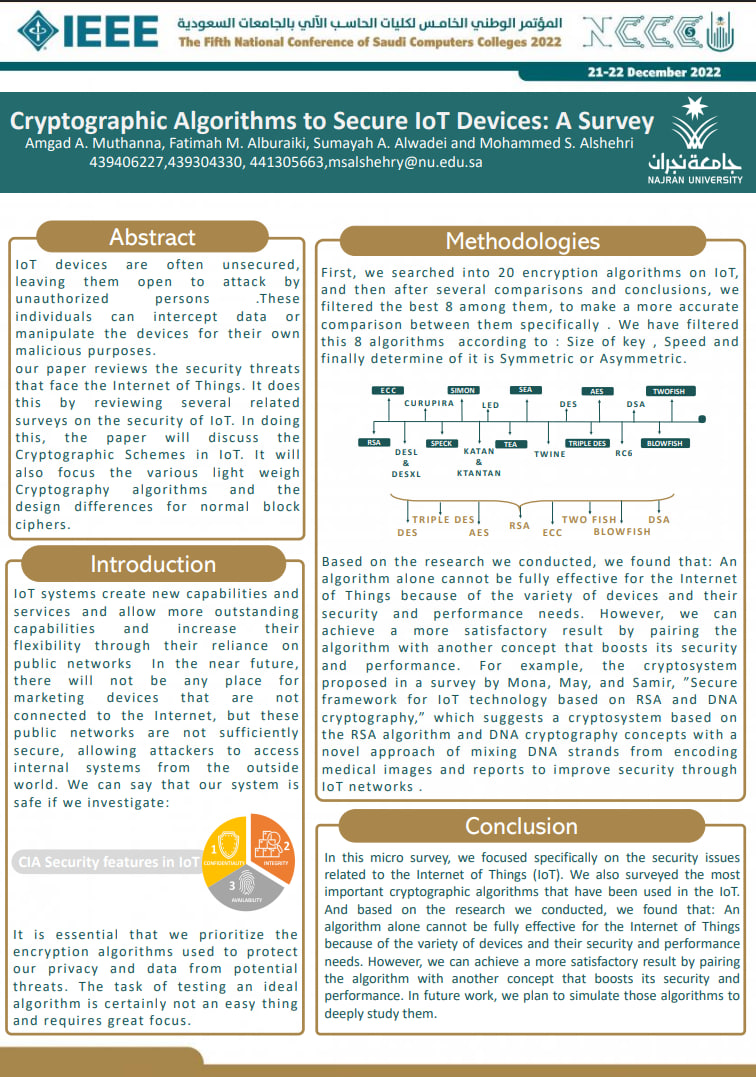 IEEE
المؤتمر الوطني الخامس لكليات الحاسب الآلي بالجامعات السعودية
The Fifth National Conference of Saudi Computers Colleges 2022
NCCC
21-22 December 2022
Cryptographic Algorithms to Secure IoT Devices: A Survey
Amgad A. Muthanna, Fatimah M. Alburaiki, Sumayah A. Alwadei and Mohammed S. Alshehri
439406227,439304330, 441305663,msalshehry@nu.edu.sa
جامعة نجران
NAJRAN UNIVERSITY
Abstract
IoT devices are often unsecured,
leaving them open to attack by
unauthorized persons .These
individuals can intercept data or
manipulate the devices for their own
malicious purposes.
our paper reviews the security threats
that face the Internet of Things. It does
this by reviewing several related
surveys on the security of IoT. In doing
this, the paper will discuss the
Cryptographic Schemes in IoT. It will
also focus the various light weigh
Cryptography algorithms and the
design differences for normal block
ciphers.
Introduction
IoT systems create new capabilities and
services and allow more outstanding
capabilities and increase their
flexibility through their reliance on
public networks In the near future,
there will not be any place for
marketing devices that are not
connected to the Internet, but these
public networks are not sufficiently
secure, allowing attackers to access
internal systems from the outside
world. We can say that our system is
safe if we investigate:
CIA Security features in IoT
1
CONFIDENTIALITY
2
INTEGRITY
3
AVAILABILITY
It is essential that we prioritize the
encryption algorithms used to protect
our privacy and data from potential
threats. The task of testing an ideal
algorithm is certainly not an easy thing
and requires great focus.
Methodologies
First, we searched into 20 encryption algorithms on IoT,
and then after several comparisons and conclusions, we
filtered the best 8 among them, to make a more accurate
comparison between them specifically . We have filtered
this 8 algorithms according to : Size of key , Speed and
finally determine of it is Symmetric or Asymmetric.
ECC SIMON SEA AES TWOFISH
CURUPIRA LED DES DSA
RSA SPECK TEA TRIPLE DES BLOWFISH
DESL & DESXL KATAN & KTANTAN TWINE RC6
TRIPLE DES RSA TWO FISH DSA
DES AES ECC BLOWFISH
Based on the research we conducted, we found that: An
algorithm alone cannot be fully effective for the Internet
of Things because of the variety of devices and their
security and performance needs. However, we can
achieve a more satisfactory result by pairing the
algorithm with another concept that boosts its security
and performance. For example, the cryptosystem
proposed in a survey by Mona, May, and Samir, ”Secure
framework for IoT technology based on RSA and DNA
cryptography,” which suggests a cryptosystem based on
the RSA algorithm and DNA cryptography concepts with a
novel approach of mixing DNA strands from encoding
medical images and reports to improve security through
IoT networks .
Conclusion
In this micro survey, we focused specifically on the security issues
related to the Internet of Things (IoT). We also surveyed the most
important cryptographic algorithms that have been used in the IoT.
And based on the research we conducted, we found that: An
algorithm alone cannot be fully effective for the Internet of Things
because of the variety of devices and their security and performance
needs. However, we can achieve a more satisfactory result by pairing
the algorithm with another concept that boosts its security and
performance. In future work, we plan to simulate those algorithms to
deeply study them.